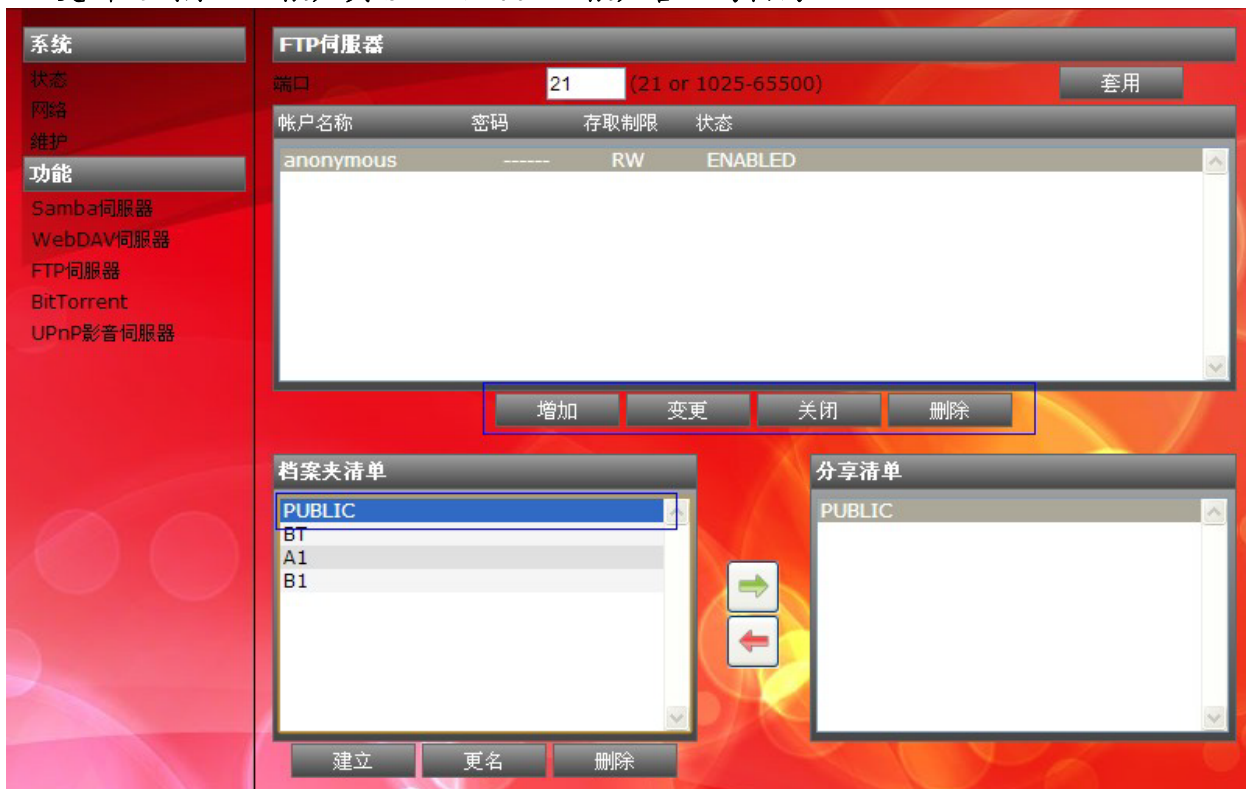 系统
状态
网络
維护
功能
Samba伺服器
WebDAV伺服器
FTP伺服器
BitTorrent
UPnP影音伺服器
FTP伺服器
端口 21 (21 or 1025-65500) 套用
帐户名称 密码 存取制限 状态
anonymous ------ RW ENABLED
增加 变更 关闭 删除
档案夹清单
PUBLIC
BT
A1
B1
建立 更名 删除
分享清单
PUBLIC